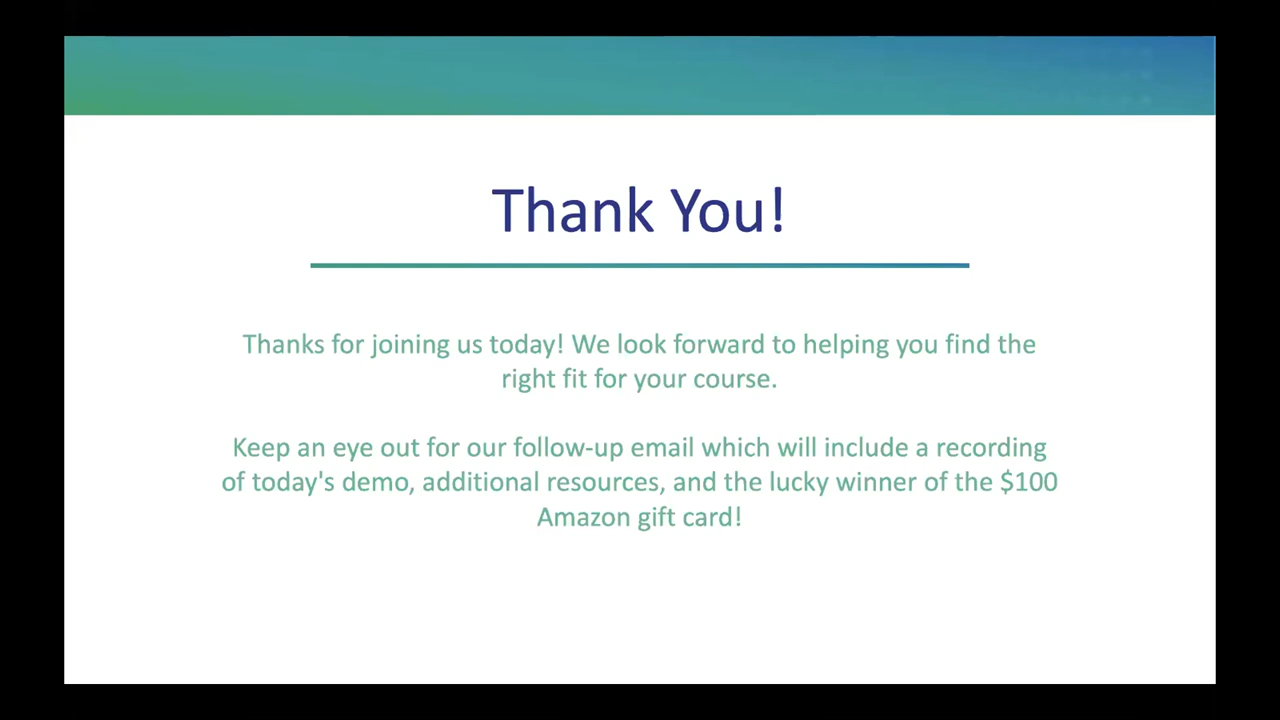 Thank You!
Thanks for joining us today! We look forward to helping you find the
right fit for your course.
Keep an eye out for our follow-up email which will include a recording
of today's demo, additional resources, and the lucky winner of the $100
Amazon gift card!